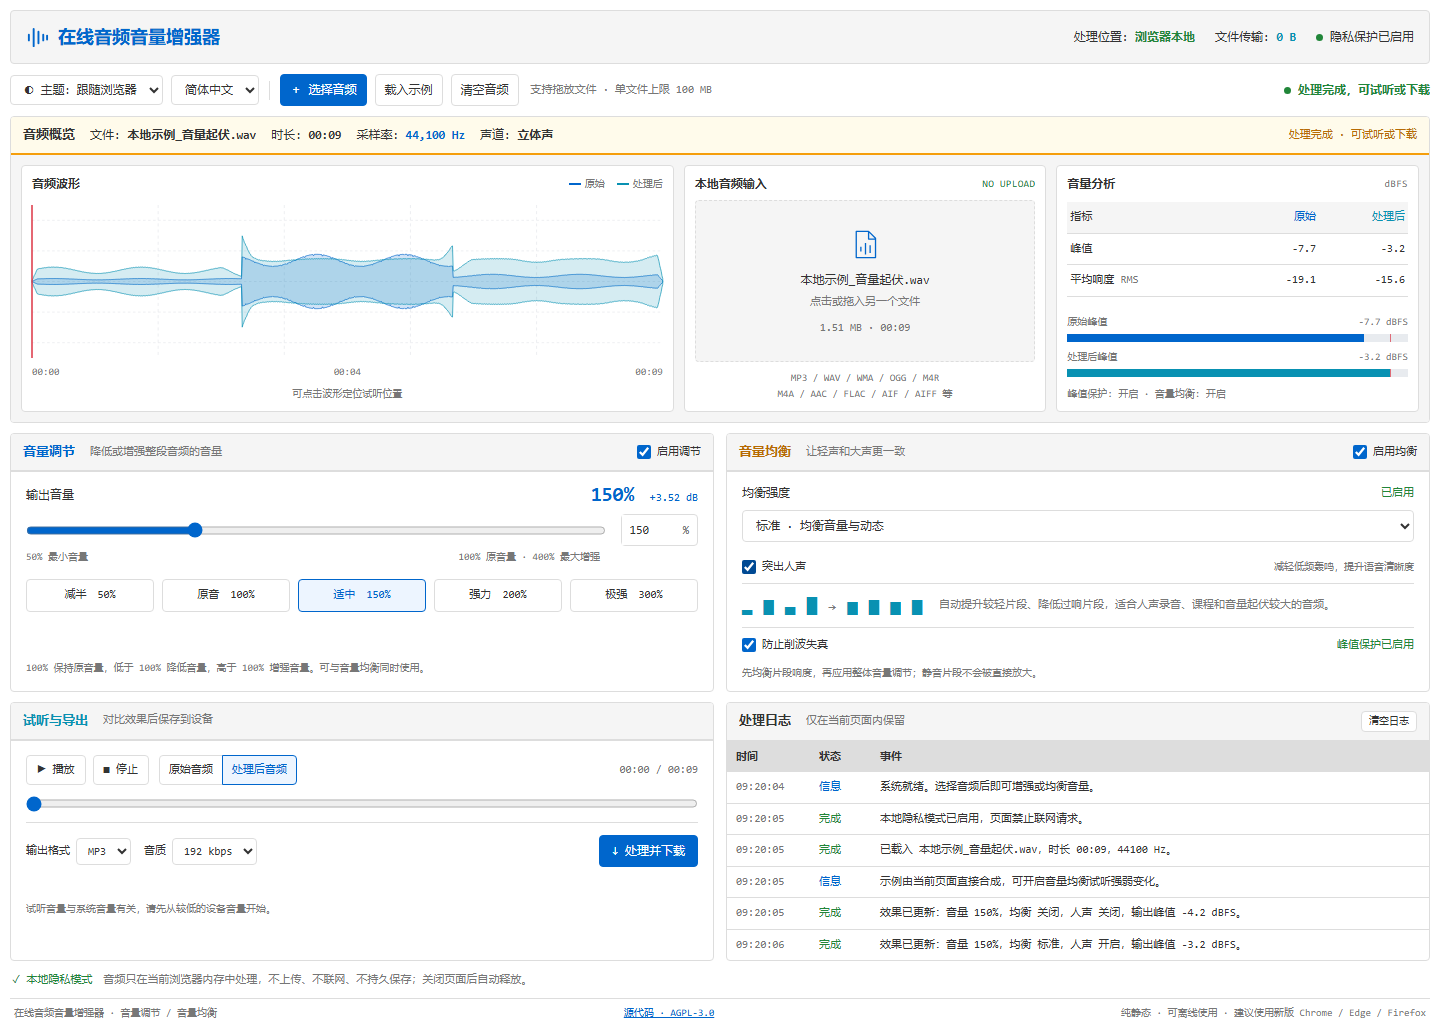 在线音频音量增强器
处理位置: 浏览器本地 文件传输: 0 B ● 隐私保护已启用
主题: 跟随浏览器 简体中文 + 选择音频 载入示例 清空音频 支持拖放文件 · 单文件上限 100 MB ● 处理完成，可试听或下载
音频概览 文件: 本地示例_音量起伏.wav 时长: 00:09 采样率: 44,100 Hz 声道: 立体声 处理完成 · 可试听或下载
音频波形 原始 处理后
00:00 00:04 00:09
可点击波形定位试听位置
本地音频输入 NO UPLOAD
本地示例_音量起伏.wav
点击或拖入另一个文件
1.51 MB · 00:09
MP3 / WAV / WMA / OGG / M4R
M4A / AAC / FLAC / AIF / AIFF 等
音量分析 dBFS
指标 原始 处理后
峰值 -7.7 -3.2
平均响度 RMS -19.1 -15.6
原始峰值 -7.7 dBFS
处理后峰值 -3.2 dBFS
峰值保护: 开启 · 音量均衡: 开启
音量调节 降低或增强整段音频的音量 启用调节
输出音量 150% +3.52 dB
150 %
50% 最小音量 100% 原音量 · 400% 最大增强
减半 50% 原音 100% 适中 150% 强力 200% 极强 300%
100% 保持原音量，低于 100% 降低音量，高于 100% 增强音量。可与音量均衡同时使用。
音量均衡 让轻声和大声更一致 启用均衡
均衡强度 已启用
标准 · 均衡音量与动态
突出人声 减轻低频轰鸣，提升语音清晰度
→ 自动提升较轻片段、降低过响片段，适合人声录音、课程和音量起伏较大的音频。
防止削波失真 峰值保护已启用
先均衡片段响度，再应用整体音量调节；静音片段不会被直接放大。
试听与导出 对比效果后保存到设备
▶ 播放 ■ 停止 原始音频 处理后音频 00:00 / 00:09
输出格式 MP3 音质 192 kbps ↓ 处理并下载
试听音量与系统音量有关，请先从较低的设备音量开始。
处理日志 仅在当前页面内保留 清空日志
时间 状态 事件
09:20:04 信息 系统就绪。选择音频后即可增强或均衡音量。
09:20:05 完成 本地隐私模式已启用，页面禁止联网请求。
09:20:05 完成 已载入 本地示例_音量起伏.wav，时长 00:09，44100 Hz。
09:20:05 信息 示例由当前页面直接合成，可开启音量均衡试听强弱变化。
09:20:05 完成 效果已更新: 音量 150%，均衡 关闭，人声 关闭，输出峰值 -4.2 dBFS。
09:20:06 完成 效果已更新: 音量 150%，均衡 标准，人声 开启，输出峰值 -3.2 dBFS。
✓ 本地隐私模式 音频只在当前浏览器内存中处理，不上传、不联网、不持久保存；关闭页面后自动释放。
在线音频音量增强器 · 音量调节 / 音量均衡 源代码 · AGPL-3.0 纯静态 · 可离线使用 · 建议使用新版 Chrome / Edge / Firefox